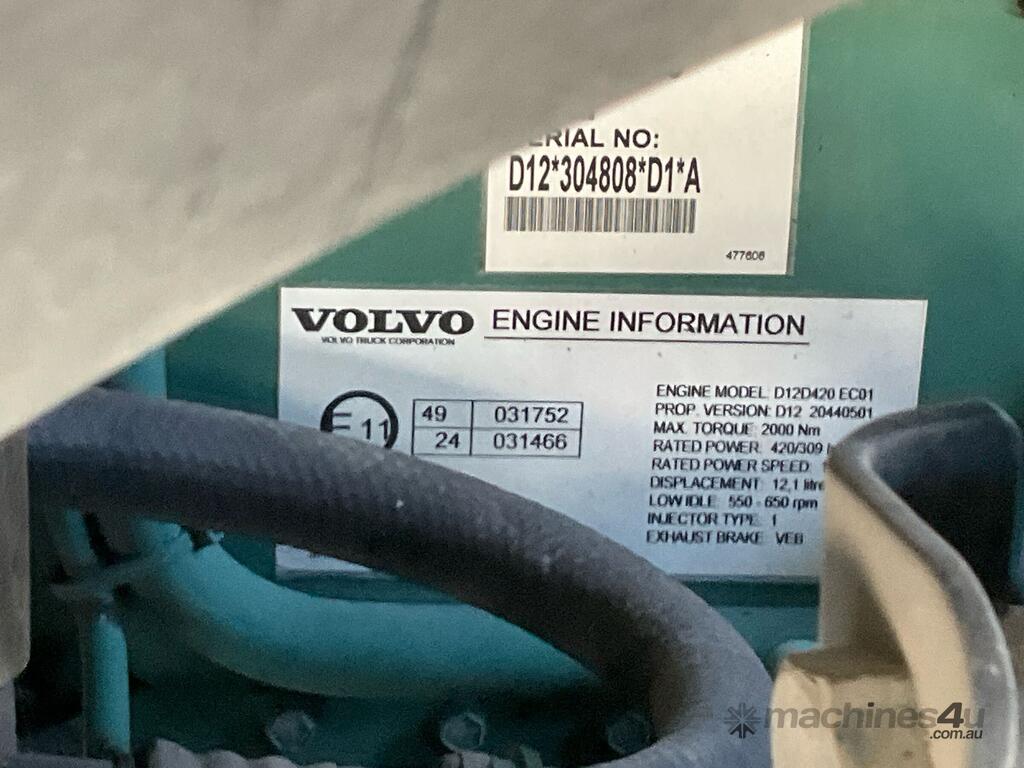 ERIAL NO:
D12*304808*D1*A
477606
VOLVO
VOLVO TRUCK CORPORATION
ENGINE INFORMATION
E 11
49 031752
24 031466
ENGINE MODEL: D12D420 EC01
PROP. VERSION: D12 20440501
MAX. TORQUE: 2000 Nm
RATED POWER: 420/309
RATED POWER SPEED:
DISPLACEMENT: 12,1 litre
LOW IDLE: 550 - 650 rpm
INJECTOR TYPE: 1
EXHAUST BRAKE: VEB
machines4u
.com.au